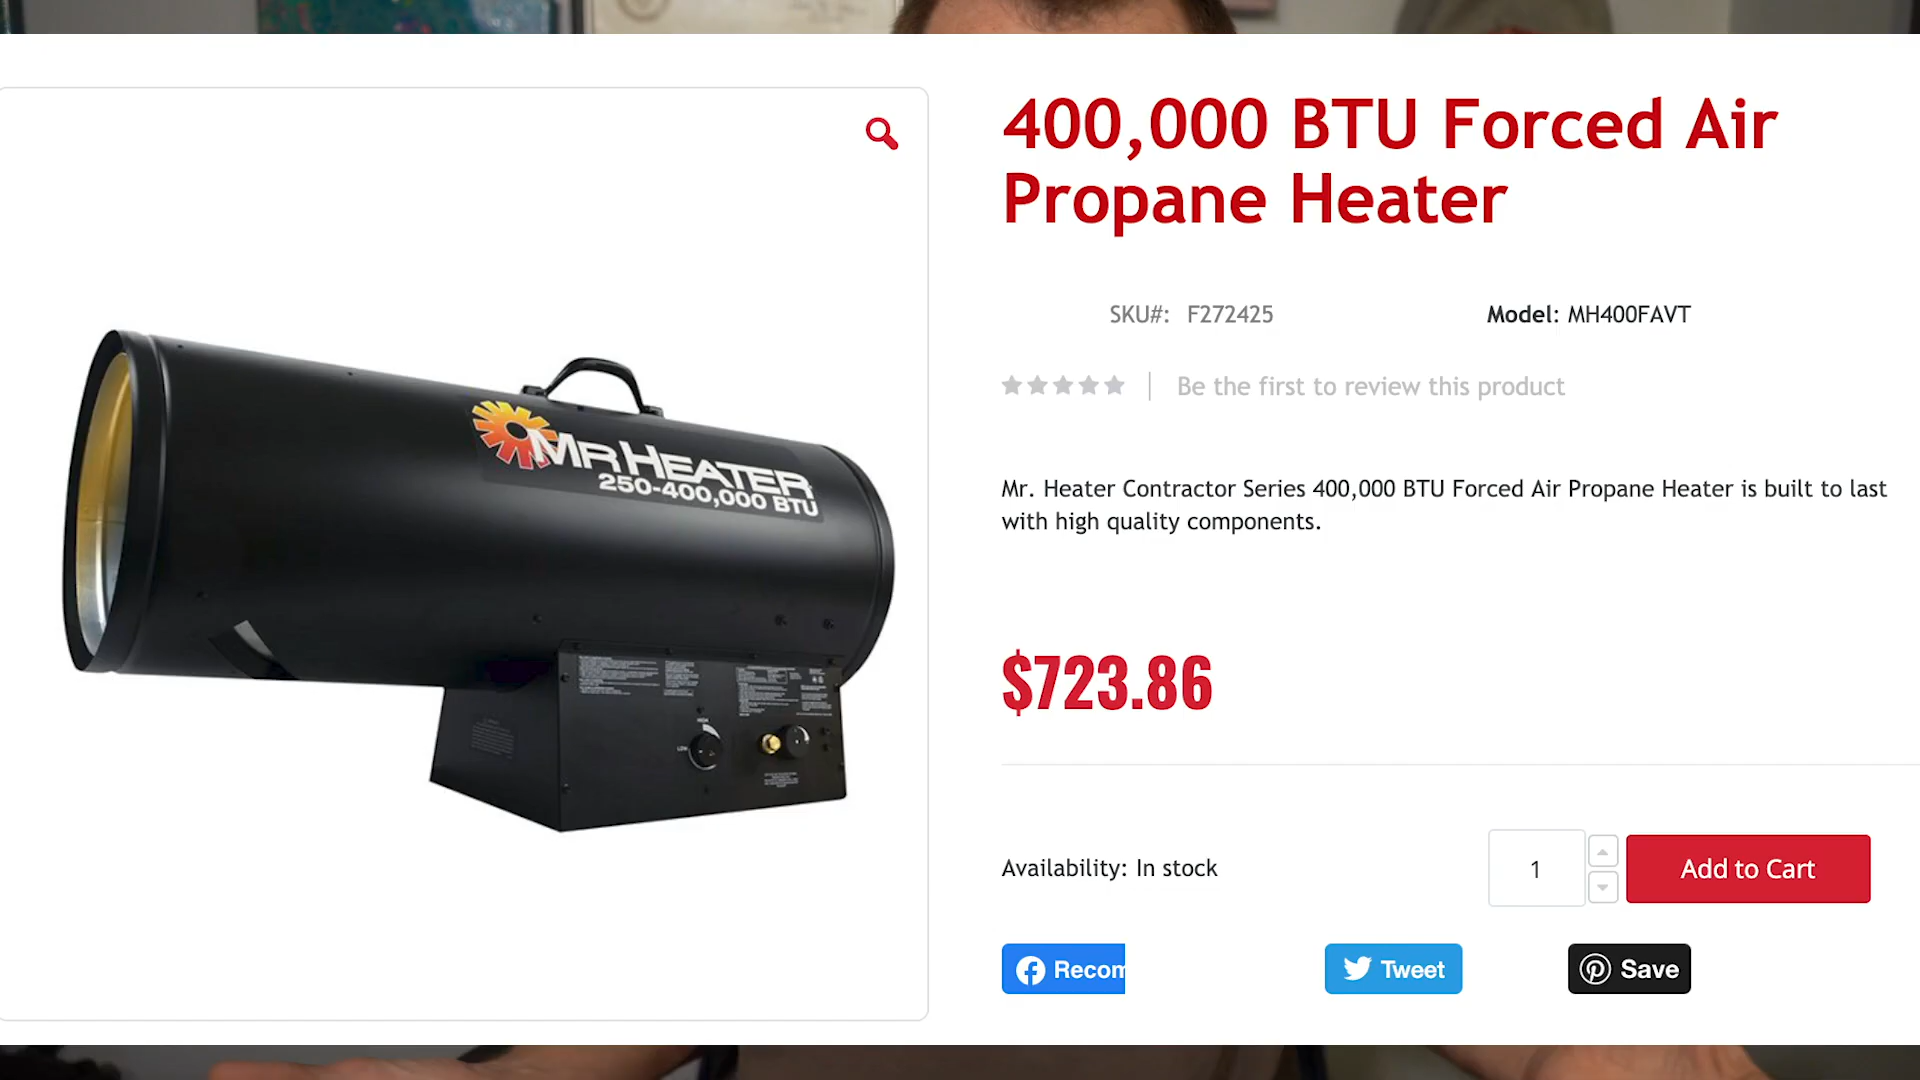 400,000 BTU Forced Air
Propane Heater
SKU#: F272425
Model: MH400FAVT
Be the first to review this product
Mr. Heater Contractor Series 400,000 BTU Forced Air Propane Heater is built to last
with high quality components.
$723.86
Availability: In stock
1
Add to Cart
Recom
Tweet
Save
MR HEATER
250-400,000 BTU
HIGH
LOW